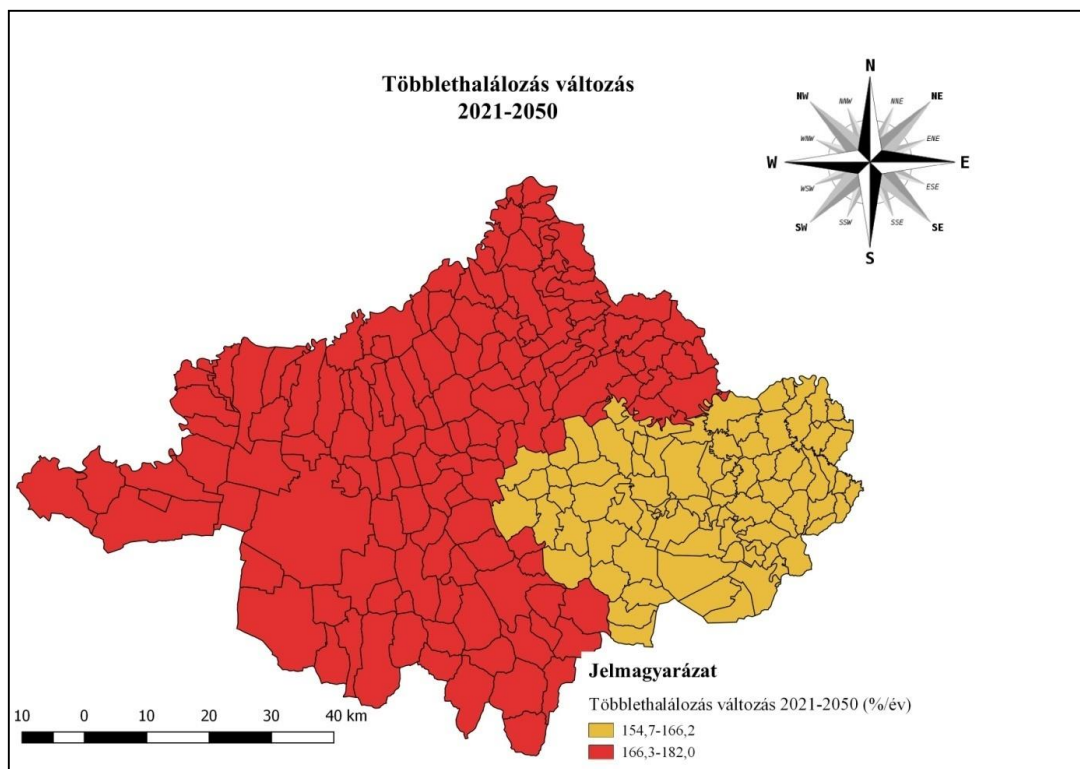 Többlethalálozás változás
2021-2050
N
NNW
NNE
NW
NE
WNW
ENE
W
E
WSW
ESE
SW
SE
SSW
SSE
S
Jelmagyarázat
Többlethalálozás változás 2021-2050 (%/év)
154,7-166,2
166,3-182,0
10 0 10 20 30 40 km